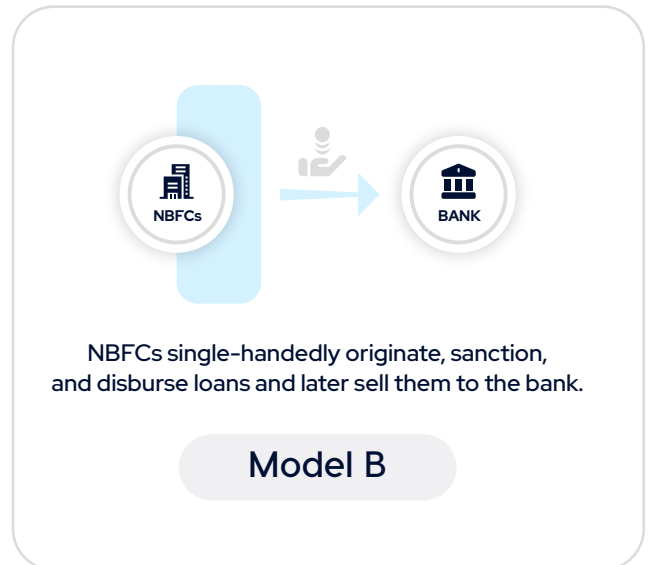 NBFCs
BANK
NBFCs single-handedly originate, sanction,
and disburse loans and later sell them to the bank.
Model B